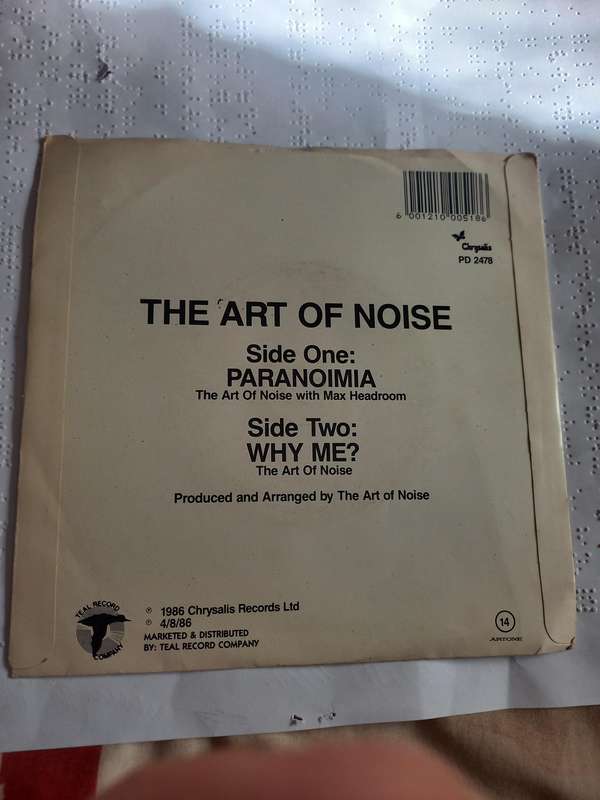 6 001210 005186
Chrysalis
PD 2478
THE ART OF NOISE
Side One:
PARANOIMIA
The Art Of Noise with Max Headroom
Side Two:
WHY ME?
The Art Of Noise
Produced and Arranged by The Art of Noise
TEAL RECORD
COMPANY
℗ 1986 Chrysalis Records Ltd
℗ 4/8/86
MARKETED & DISTRIBUTED
BY: TEAL RECORD COMPANY
14
ARTONE